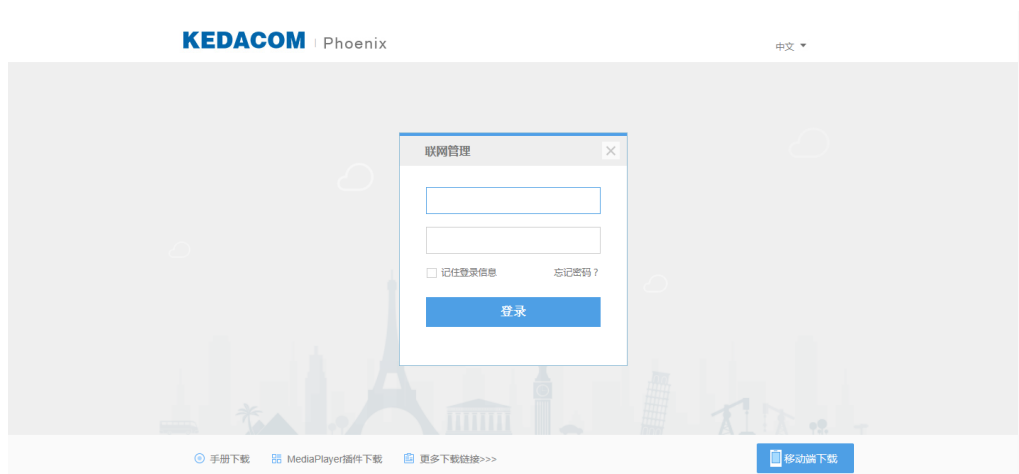 KEDACOM | Phoenix
中文
联网管理
记住登录信息 忘记密码？
登录
手册下载 MediaPlayer插件下载 更多下载链接>>> 移动端下载